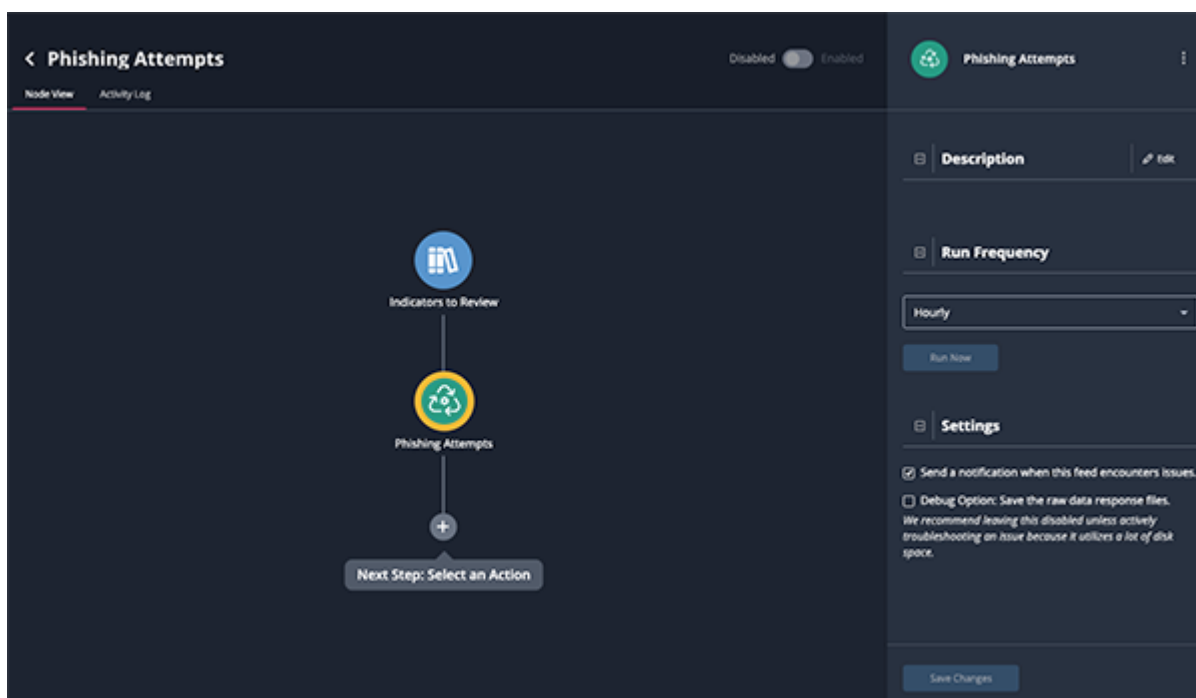 Phishing Attempts
Disabled Enabled
Node View Activity Log
Indicators to Review
Phishing Attempts
Next Step: Select an Action
Phishing Attempts
Description
Edit
Run Frequency
Hourly
Run Now
Settings
Send a notification when this feed encounters issues.
Debug Option: Save the raw data response files.
We recommend leaving this disabled unless actively
troubleshooting an issue because it utilizes a lot of disk
space.
Save Changes